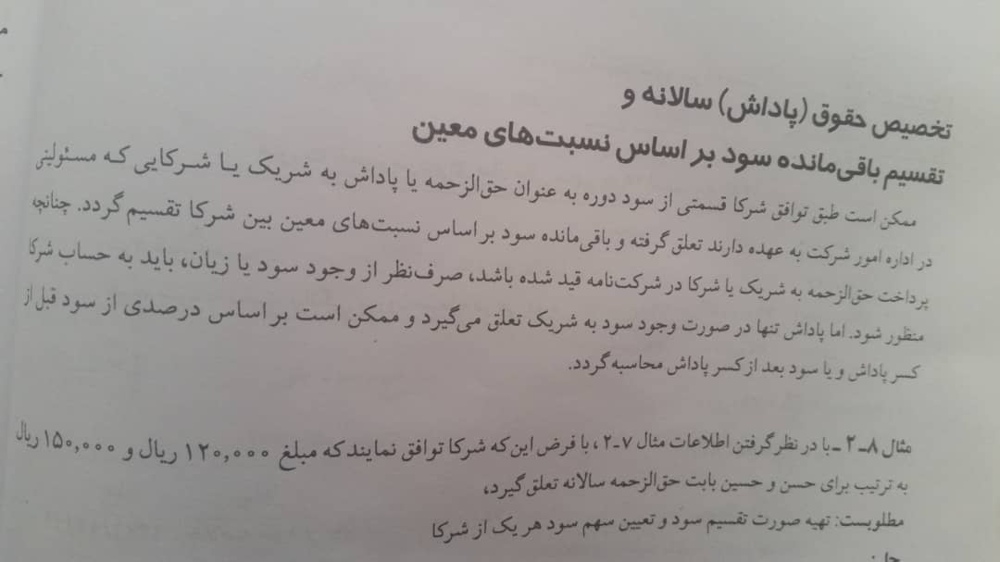 تخصیص حقوق (پاداش) سالانه و
تقسیم باقی‌مانده سود بر اساس نسبت‌های معین
ممکن است طبق توافق شرکا قسمتی از سود دوره به عنوان حق‌الزحمه یا پاداش به شریک یا شرکایی که مسئولیتی
در اداره امور شرکت به عهده دارند تعلق گرفته و باقی‌مانده سود بر اساس نسبت‌های معین بین شرکا تقسیم گردد. چنانچه
پرداخت حق‌الزحمه به شریک یا شرکا در شرکت‌نامه قید شده باشد، صرف‌نظر از وجود سود یا زیان، باید به حساب شرکا
منظور شود. اما پاداش تنها در صورت وجود سود به شریک تعلق می‌گیرد و ممکن است بر اساس درصدی از سود قبل از
کسر پاداش و یا سود بعد از کسر پاداش محاسبه گردد.
مثال ۸-۲ - با در نظر گرفتن اطلاعات مثال ۷-۲، با فرض این‌که شرکا توافق نمایند که مبلغ ۱۲۰,۰۰۰ ریال و ۱۵۰,۰۰۰ ریال
به ترتیب برای حسن و حسین بابت حق‌الزحمه سالانه تعلق گیرد،
مطلوبست: تهیه صورت تقسیم سود و تعیین سهم سود هر یک از شرکا